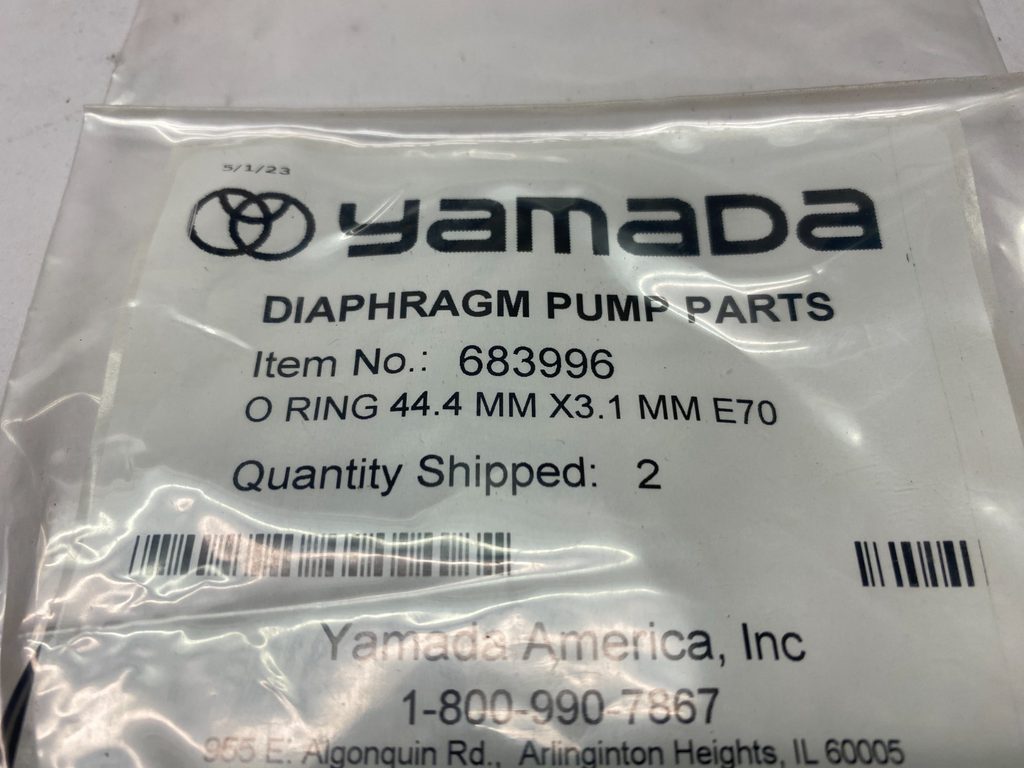 5/1/23
yamada
DIAPHRAGM PUMP PARTS
Item No.: 683996
O RING 44.4 MM X3.1 MM E70
Quantity Shipped: 2
Yamada America, Inc
1-800-990-7867
955 E. Algonquin Rd., Arlinginton Heights, IL 60005